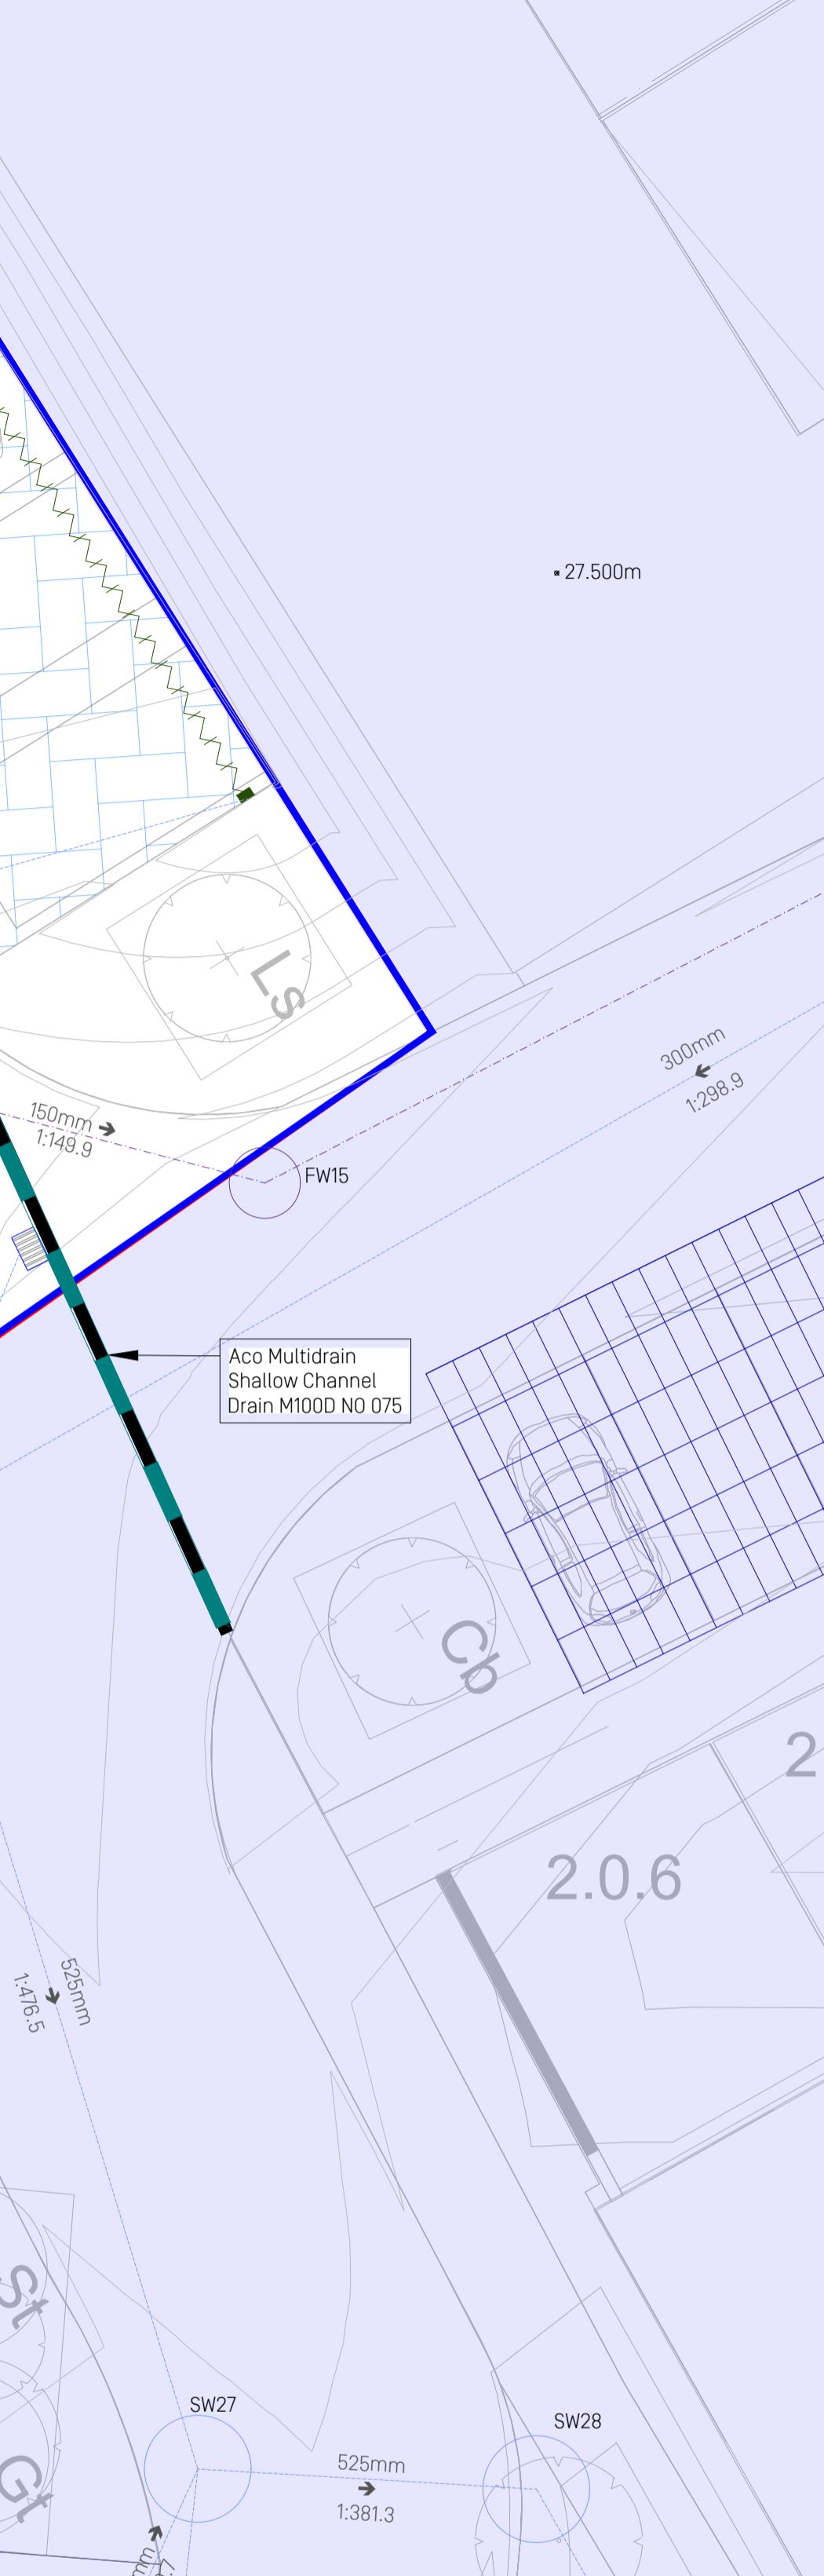 27.500m
300mm
1:298.9
Ls
150mm
1:149.9
FW15
Aco Multidrain
Shallow Channel
Drain M100D NO 075
Cb
2
2.0.6
525mm
1:476.5
St
SW27
SW28
525mm
1:381.3
Gt